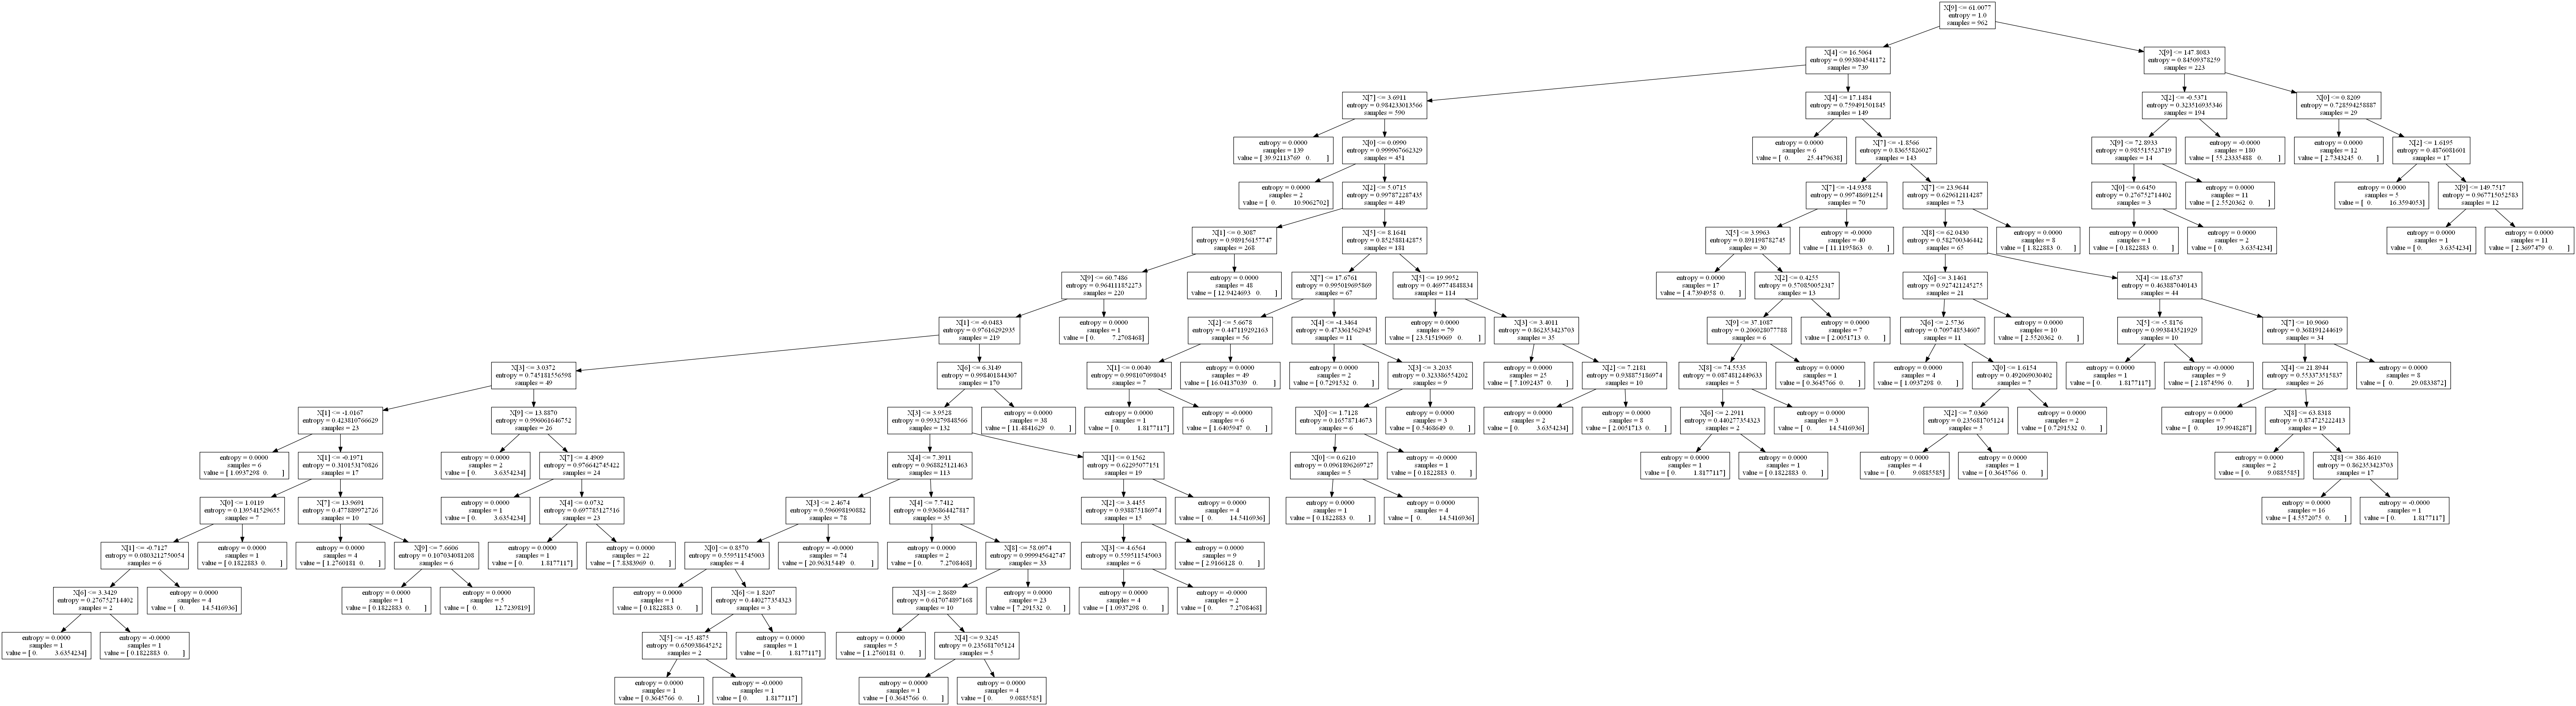 X[9] <= 61.0077
entropy = 1.0
samples = 962
X[4] <= 16.5064
entropy = 0.993804541172
samples = 739
X[9] <= 147.8083
entropy = 0.84509378259
samples = 223
X[7] <= 3.6911
entropy = 0.984233013566
samples = 590
X[4] <= 17.1484
entropy = 0.759491501845
samples = 149
X[2] <= -0.5371
entropy = 0.323516935346
samples = 194
X[0] <= 0.8209
entropy = 0.728594258887
samples = 29
entropy = 0.0000
samples = 139
value = [ 39.92113769 0. ]
X[0] <= 0.0990
entropy = 0.999967662329
samples = 451
entropy = 0.0000
samples = 6
value = [ 0. 25.4479638]
X[7] <= -1.8566
entropy = 0.83655826027
samples = 143
X[9] <= 72.8933
entropy = 0.985515523719
samples = 14
entropy = -0.0000
samples = 180
value = [ 55.23335488 0. ]
entropy = 0.0000
samples = 12
value = [ 2.7343245 0. ]
X[2] <= 1.6195
entropy = 0.4876081601
samples = 17
entropy = 0.0000
samples = 2
value = [ 0. 10.9062702]
X[2] <= 5.0715
entropy = 0.997872287435
samples = 449
X[7] <= -14.9358
entropy = 0.99748691254
samples = 70
X[7] <= 23.9644
entropy = 0.629612114287
samples = 73
X[0] <= 0.6450
entropy = 0.276752714402
samples = 3
entropy = 0.0000
samples = 11
value = [ 2.5520362 0. ]
entropy = 0.0000
samples = 5
value = [ 0. 16.3594053]
X[9] <= 149.7517
entropy = 0.967715052583
samples = 12
X[1] <= 0.3087
entropy = 0.989156157747
samples = 268
X[5] <= 8.1641
entropy = 0.852588142875
samples = 181
X[5] <= 3.9963
entropy = 0.891198782745
samples = 30
entropy = -0.0000
samples = 40
value = [ 11.1195863 0. ]
X[8] <= 62.0430
entropy = 0.582700346442
samples = 65
entropy = 0.0000
samples = 8
value = [ 1.822883 0. ]
entropy = 0.0000
samples = 1
value = [ 0.1822883 0. ]
entropy = 0.0000
samples = 2
value = [ 0. 3.6354234]
entropy = 0.0000
samples = 1
value = [ 0. 3.6354234]
entropy = 0.0000
samples = 11
value = [ 2.3697479 0. ]
X[9] <= 60.7486
entropy = 0.964111852273
samples = 220
entropy = 0.0000
samples = 48
value = [ 12.9424693 0. ]
X[7] <= 17.6761
entropy = 0.995019695869
samples = 67
X[5] <= 19.9952
entropy = 0.469774848834
samples = 114
entropy = 0.0000
samples = 17
value = [ 4.7394958 0. ]
X[2] <= 0.4255
entropy = 0.570850052317
samples = 13
X[6] <= 3.1461
entropy = 0.927421245275
samples = 21
X[4] <= 18.6737
entropy = 0.463887040143
samples = 44
X[1] <= -0.0483
entropy = 0.97616292935
samples = 219
entropy = 0.0000
samples = 1
value = [ 0. 7.2708468]
X[2] <= 5.6678
entropy = 0.447119292163
samples = 56
X[4] <= -4.3464
entropy = 0.473361562945
samples = 11
entropy = 0.0000
samples = 79
value = [ 23.51519069 0. ]
X[3] <= 3.4011
entropy = 0.862353423703
samples = 35
X[9] <= 37.1087
entropy = 0.206028077788
samples = 6
entropy = 0.0000
samples = 7
value = [ 2.0051713 0. ]
X[6] <= 2.5736
entropy = 0.709748534607
samples = 11
entropy = 0.0000
samples = 10
value = [ 2.5520362 0. ]
X[5] <= -5.8176
entropy = 0.993843521929
samples = 10
X[7] <= 10.9060
entropy = 0.368191244619
samples = 34
X[3] <= 3.0372
entropy = 0.745181556598
samples = 49
X[6] <= 6.3149
entropy = 0.998401844307
samples = 170
X[1] <= 0.0040
entropy = 0.998107098045
samples = 7
entropy = 0.0000
samples = 49
value = [ 16.04137039 0. ]
entropy = 0.0000
samples = 2
value = [ 0.7291532 0. ]
X[3] <= 3.2035
entropy = 0.323386554202
samples = 9
entropy = 0.0000
samples = 25
value = [ 7.1092437 0. ]
X[2] <= 7.2181
entropy = 0.938875186974
samples = 10
X[8] <= 74.5535
entropy = 0.0874812449633
samples = 5
entropy = 0.0000
samples = 1
value = [ 0.3645766 0. ]
entropy = 0.0000
samples = 4
value = [ 1.0937298 0. ]
X[0] <= 1.6154
entropy = 0.492069030402
samples = 7
entropy = 0.0000
samples = 1
value = [ 0. 1.8177117]
entropy = -0.0000
samples = 9
value = [ 2.1874596 0. ]
X[4] <= 21.8944
entropy = 0.553373515837
samples = 26
entropy = 0.0000
samples = 8
value = [ 0. 29.0833872]
X[1] <= -1.0167
entropy = 0.423810766629
samples = 23
X[9] <= 13.8870
entropy = 0.996061646752
samples = 26
X[3] <= 3.9528
entropy = 0.993279848566
samples = 132
entropy = 0.0000
samples = 38
value = [ 11.4841629 0. ]
entropy = 0.0000
samples = 1
value = [ 0. 1.8177117]
entropy = -0.0000
samples = 6
value = [ 1.6405947 0. ]
X[0] <= 1.7128
entropy = 0.16578714673
samples = 6
entropy = 0.0000
samples = 3
value = [ 0.5468649 0. ]
entropy = 0.0000
samples = 2
value = [ 0. 3.6354234]
entropy = 0.0000
samples = 8
value = [ 2.0051713 0. ]
X[6] <= 2.2911
entropy = 0.440277354323
samples = 2
entropy = 0.0000
samples = 3
value = [ 0. 14.5416936]
X[2] <= 7.0360
entropy = 0.235681705124
samples = 5
entropy = 0.0000
samples = 2
value = [ 0.7291532 0. ]
entropy = 0.0000
samples = 7
value = [ 0. 19.9948287]
X[8] <= 63.8318
entropy = 0.874725222413
samples = 19
entropy = 0.0000
samples = 6
value = [ 1.0937298 0. ]
X[1] <= -0.1971
entropy = 0.310153170826
samples = 17
entropy = 0.0000
samples = 2
value = [ 0. 3.6354234]
X[7] <= 4.4909
entropy = 0.976642745422
samples = 24
X[4] <= 7.3911
entropy = 0.968825121463
samples = 113
X[1] <= 0.1562
entropy = 0.62295077151
samples = 19
X[0] <= 0.6210
entropy = 0.0961896269727
samples = 5
entropy = -0.0000
samples = 1
value = [ 0.1822883 0. ]
entropy = 0.0000
samples = 1
value = [ 0. 1.8177117]
entropy = 0.0000
samples = 1
value = [ 0.1822883 0. ]
entropy = 0.0000
samples = 4
value = [ 0. 9.0885585]
entropy = 0.0000
samples = 1
value = [ 0.3645766 0. ]
entropy = 0.0000
samples = 2
value = [ 0. 9.0885585]
X[8] <= 386.4610
entropy = 0.862353423703
samples = 17
X[0] <= 1.0119
entropy = 0.139541529655
samples = 7
X[7] <= 13.9691
entropy = 0.477889972726
samples = 10
entropy = 0.0000
samples = 1
value = [ 0. 3.6354234]
X[4] <= 0.0732
entropy = 0.697785127516
samples = 23
X[3] <= 2.4674
entropy = 0.596098190882
samples = 78
X[4] <= 7.7412
entropy = 0.936864427817
samples = 35
X[2] <= 3.4455
entropy = 0.938875186974
samples = 15
entropy = 0.0000
samples = 4
value = [ 0. 14.5416936]
entropy = 0.0000
samples = 1
value = [ 0.1822883 0. ]
entropy = 0.0000
samples = 4
value = [ 0. 14.5416936]
entropy = 0.0000
samples = 16
value = [ 4.5572075 0. ]
entropy = -0.0000
samples = 1
value = [ 0. 1.8177117]
X[1] <= -0.7127
entropy = 0.0803212750054
samples = 6
entropy = 0.0000
samples = 1
value = [ 0.1822883 0. ]
entropy = 0.0000
samples = 4
value = [ 1.2760181 0. ]
X[9] <= 7.6606
entropy = 0.107034081208
samples = 6
entropy = 0.0000
samples = 1
value = [ 0. 1.8177117]
entropy = 0.0000
samples = 22
value = [ 7.8383969 0. ]
X[0] <= 0.8570
entropy = 0.559511545003
samples = 4
entropy = -0.0000
samples = 74
value = [ 20.96315449 0. ]
entropy = 0.0000
samples = 2
value = [ 0. 7.2708468]
X[8] <= 58.0974
entropy = 0.999945642747
samples = 33
X[3] <= 4.6564
entropy = 0.559511545003
samples = 6
entropy = 0.0000
samples = 9
value = [ 2.9166128 0. ]
X[6] <= 3.3429
entropy = 0.276752714402
samples = 2
entropy = 0.0000
samples = 4
value = [ 0. 14.5416936]
entropy = 0.0000
samples = 1
value = [ 0.1822883 0. ]
entropy = 0.0000
samples = 5
value = [ 0. 12.7239819]
entropy = 0.0000
samples = 1
value = [ 0.1822883 0. ]
X[6] <= 1.8207
entropy = 0.440277354323
samples = 3
X[3] <= 2.8689
entropy = 0.617074897168
samples = 10
entropy = 0.0000
samples = 23
value = [ 7.291532 0. ]
entropy = 0.0000
samples = 4
value = [ 1.0937298 0. ]
entropy = -0.0000
samples = 2
value = [ 0. 7.2708468]
entropy = 0.0000
samples = 1
value = [ 0. 3.6354234]
entropy = -0.0000
samples = 1
value = [ 0.1822883 0. ]
X[5] <= -15.4875
entropy = 0.650938645252
samples = 2
entropy = 0.0000
samples = 1
value = [ 0. 1.8177117]
entropy = 0.0000
samples = 5
value = [ 1.2760181 0. ]
X[4] <= 9.3245
entropy = 0.235681705124
samples = 5
entropy = 0.0000
samples = 1
value = [ 0.3645766 0. ]
entropy = -0.0000
samples = 1
value = [ 0. 1.8177117]
entropy = 0.0000
samples = 1
value = [ 0.3645766 0. ]
entropy = 0.0000
samples = 4
value = [ 0. 9.0885585]